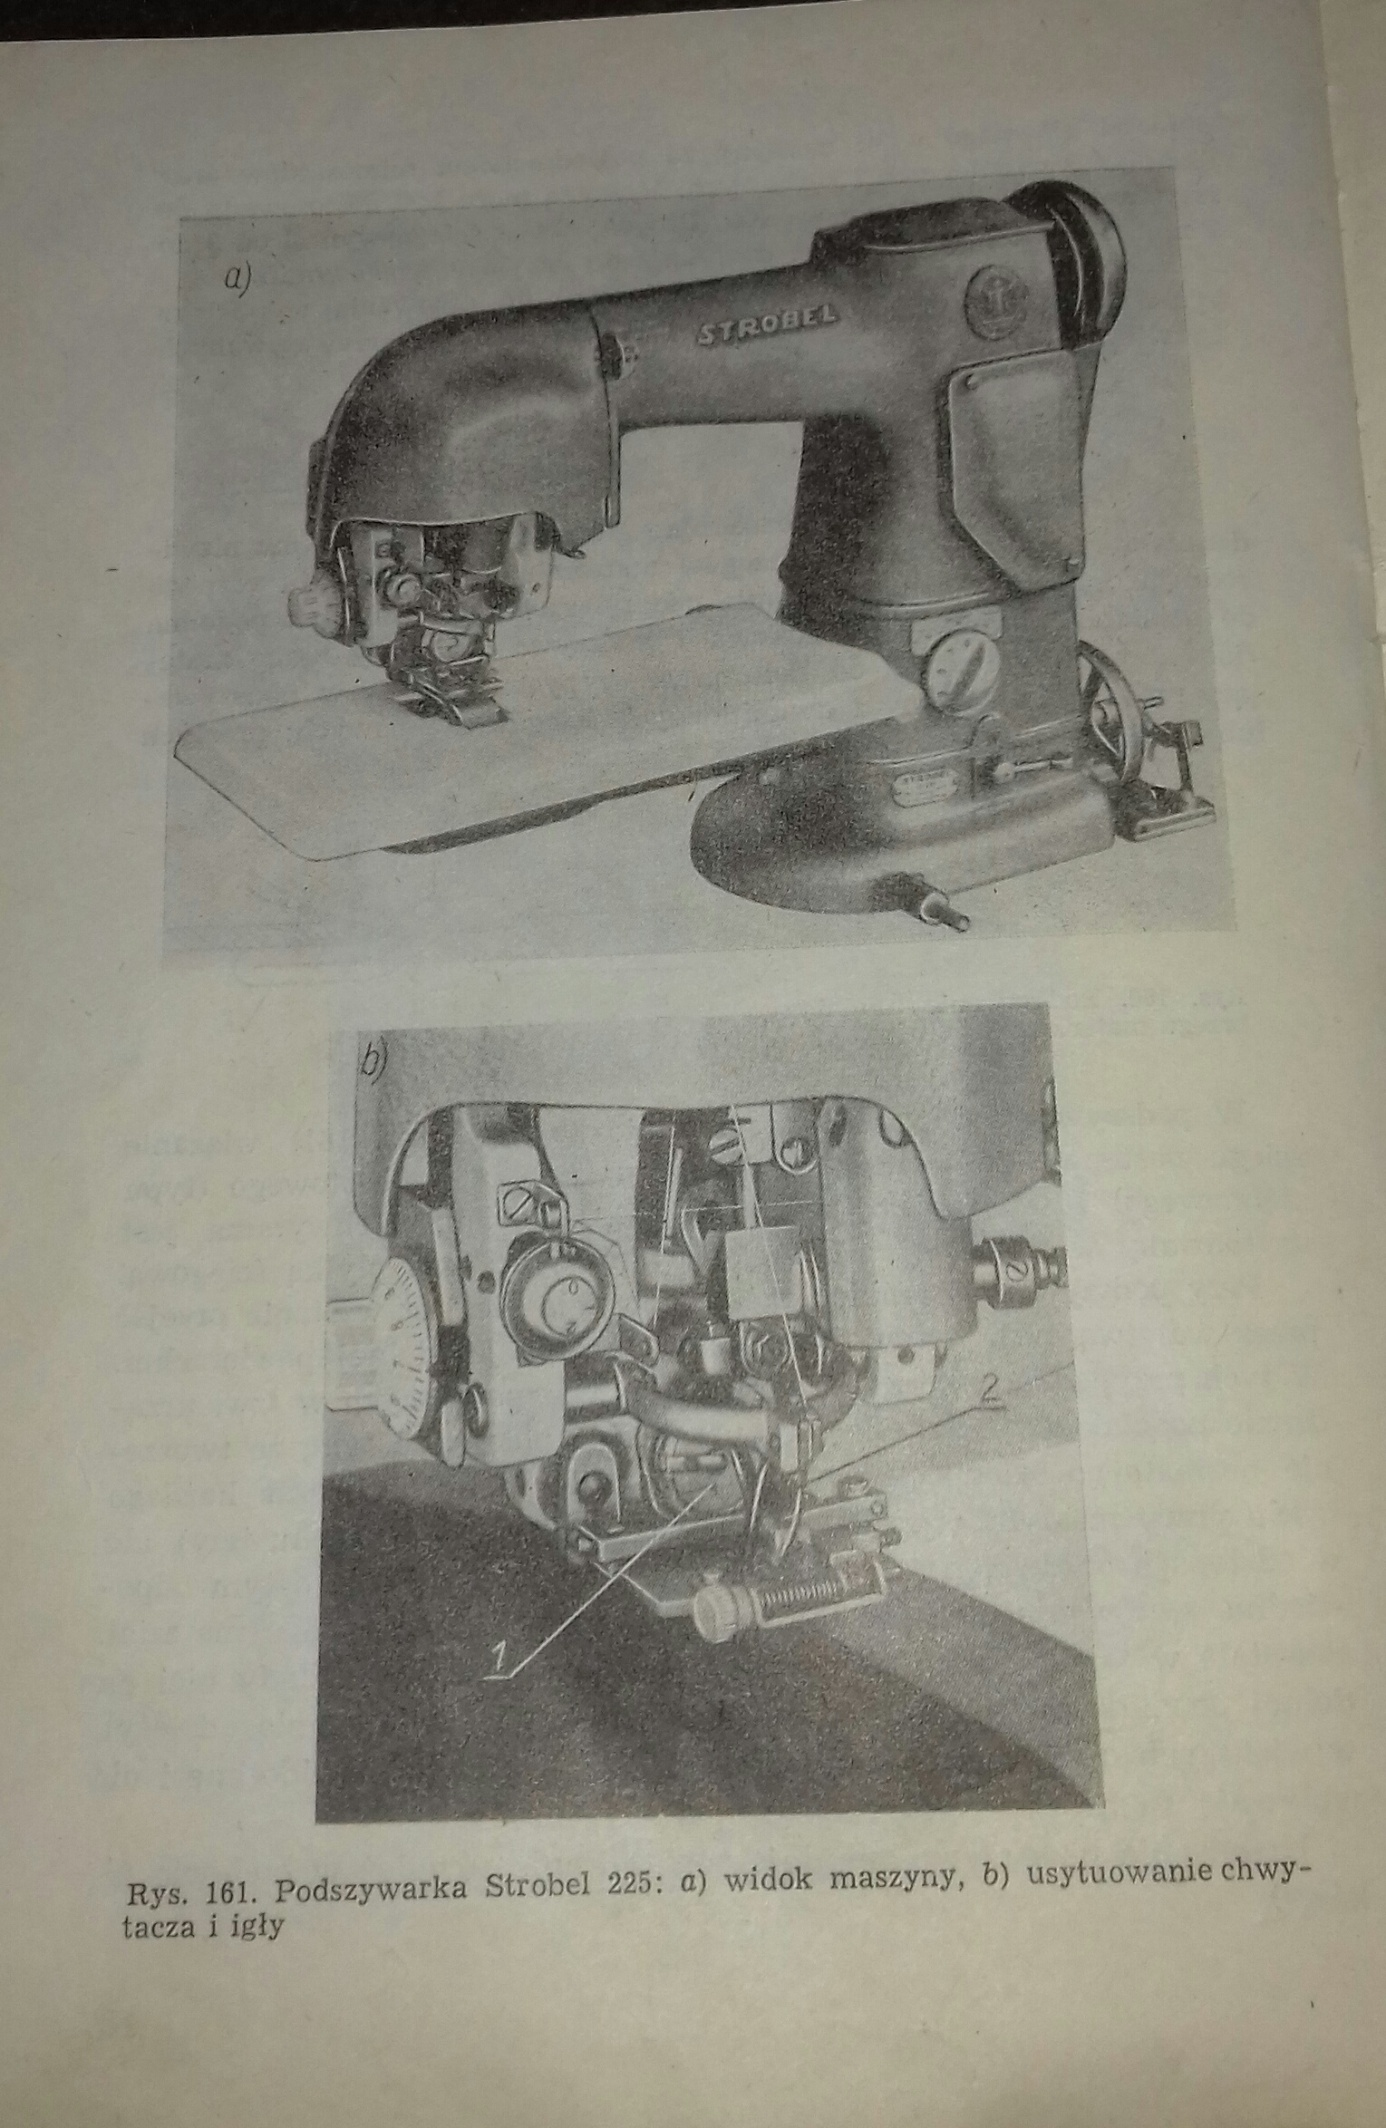 a)
STROBEL
b)
2
1
Rys. 161. Podszywarka Strobel 225: a) widok maszyny, b) usytuowanie chwy-
tacza i igły